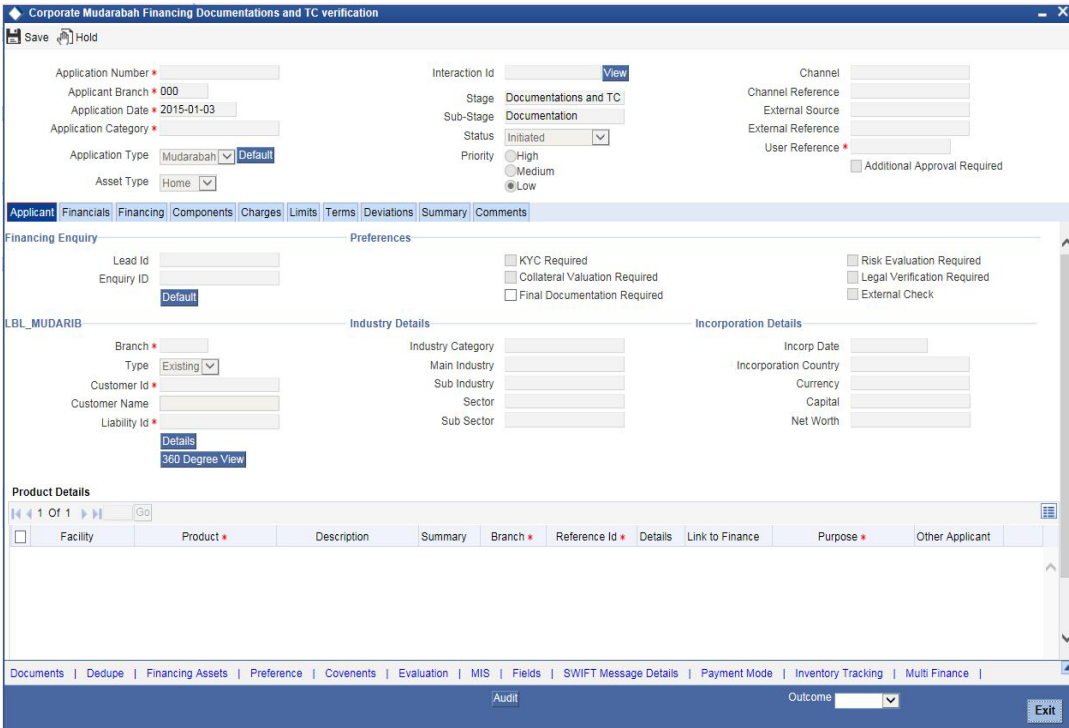 Corporate Mudarabah Financing Documentations and TC verification
Save Hold
Application Number * Interaction Id View Channel
Applicant Branch * 000 Stage Documentations and TC Channel Reference
Application Date * 2015-01-03 Sub-Stage Documentation External Source
Application Category * Status Initiated External Reference
Application Type Mudarabah Default Priority High User Reference *
Medium Additional Approval Required
Asset Type Home Low
Applicant Financials Financing Components Charges Limits Terms Deviations Summary Comments
Financing Enquiry Preferences
Lead Id KYC Required Risk Evaluation Required
Enquiry ID Collateral Valuation Required Legal Verification Required
Default Final Documentation Required External Check
LBL_MUDARIB Industry Details Incorporation Details
Branch * Industry Category Incorp Date
Type Existing Main Industry Incorporation Country
Customer Id * Sub Industry Currency
Customer Name Sector Capital
Liability Id * Sub Sector Net Worth
Details
360 Degree View
Product Details
1 Of 1 Go
Facility Product * Description Summary Branch * Reference Id * Details Link to Finance Purpose * Other Applicant
Documents | Dedupe | Financing Assets | Preference | Covenents | Evaluation | MIS | Fields | SWIFT Message Details | Payment Mode | Inventory Tracking | Multi Finance |
Audit Outcome
Exit